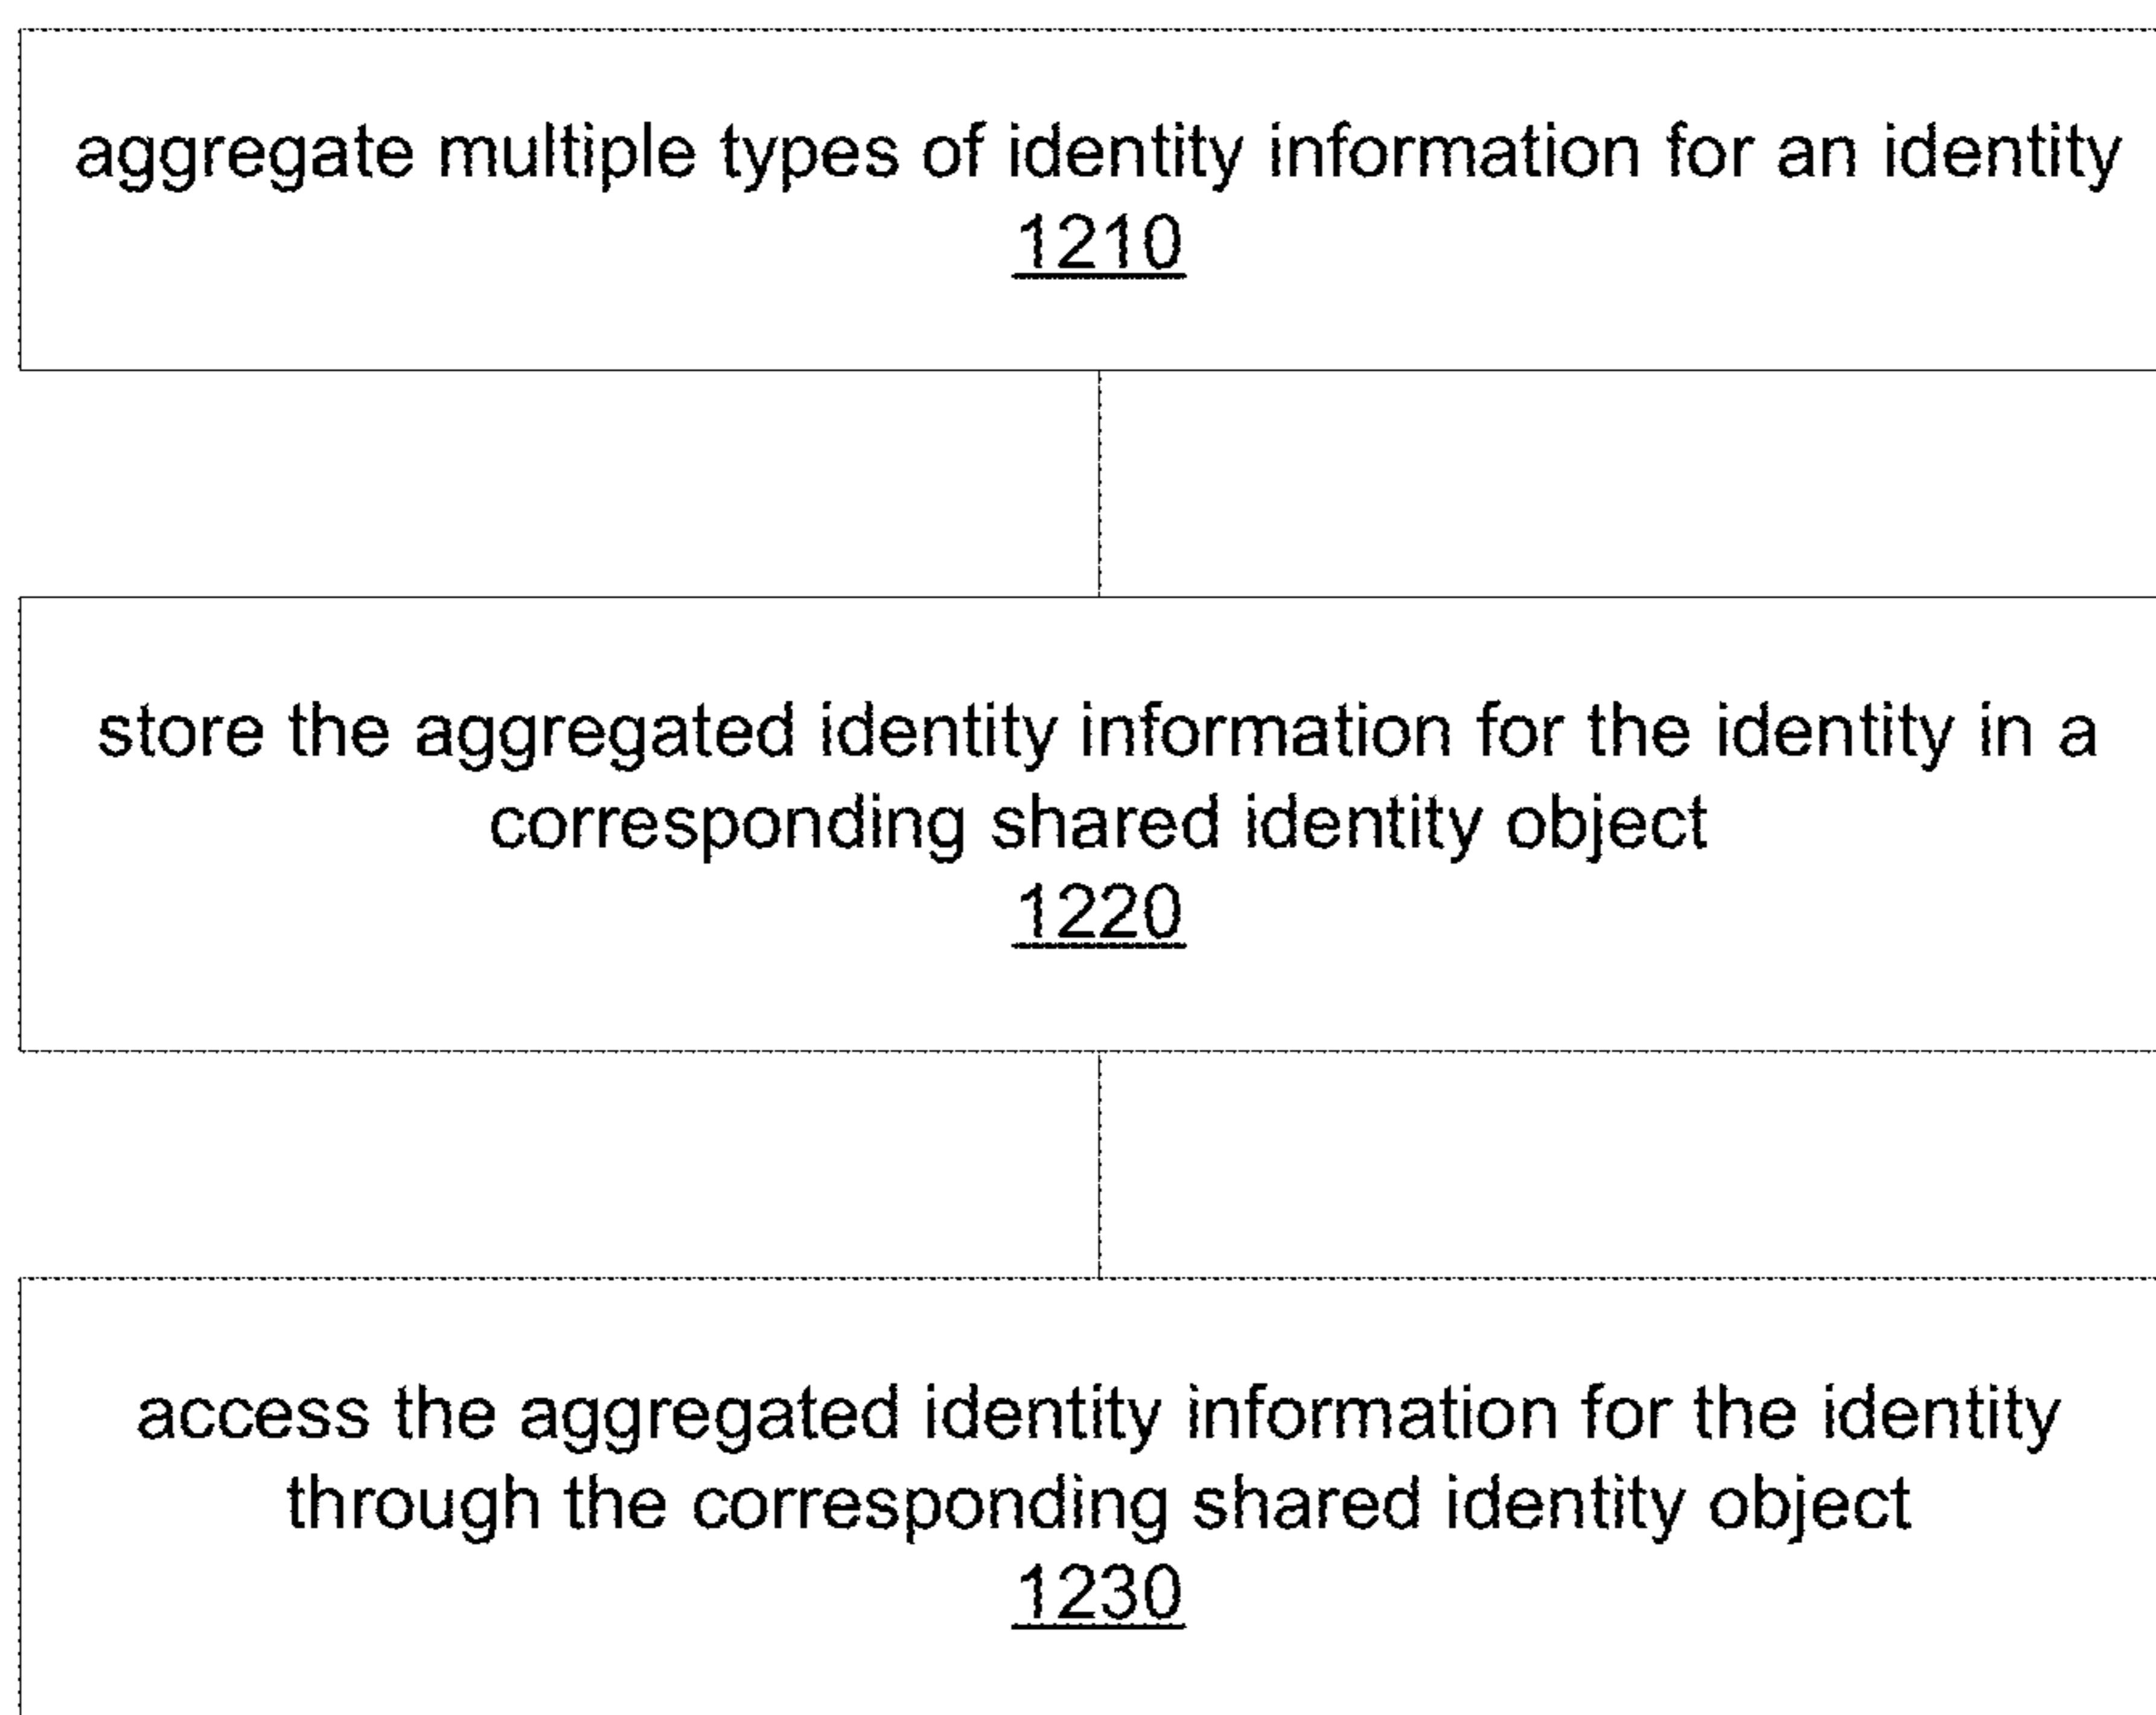 aggregate multiple types of identity information for an identity
1210
store the aggregated identity information for the identity in a
corresponding shared identity object
1220
access the aggregated identity information for the identity
through the corresponding shared identity object
1230